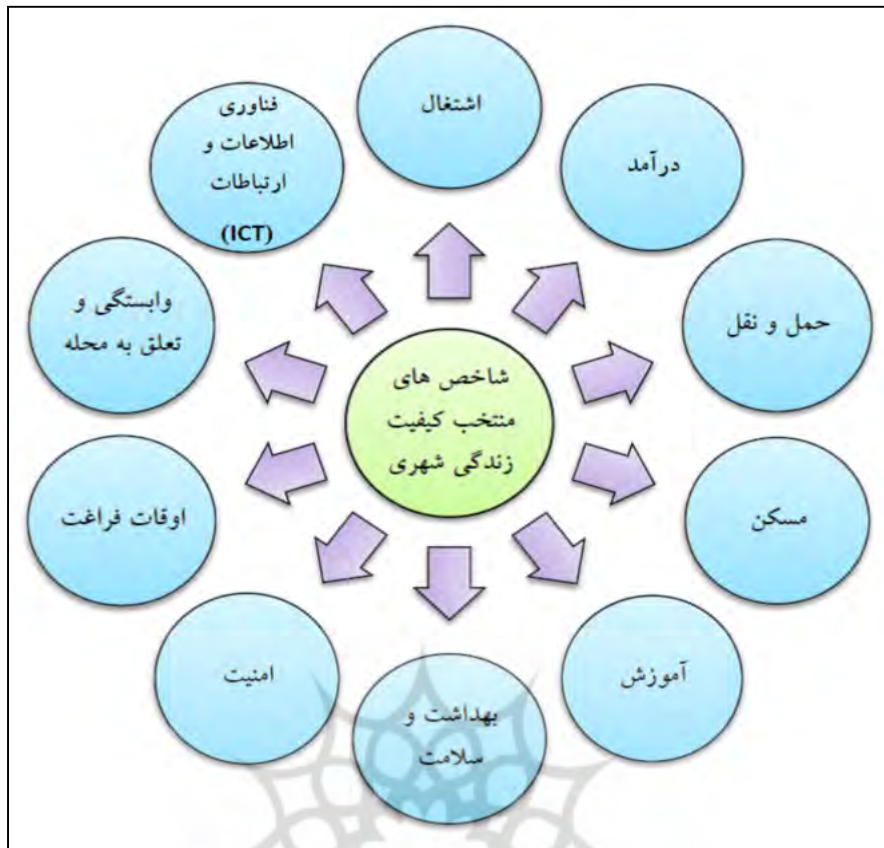 اشتغال
درآمد
حمل و نقل
مسکن
آموزش
بهداشت و
سلامت
امنیت
اوقات فراغت
وابستگی و
تعلق به محله
فناوری
اطلاعات و
ارتباطات
(ICT)
شاخص های
منتخب کیفیت
زندگی شهری